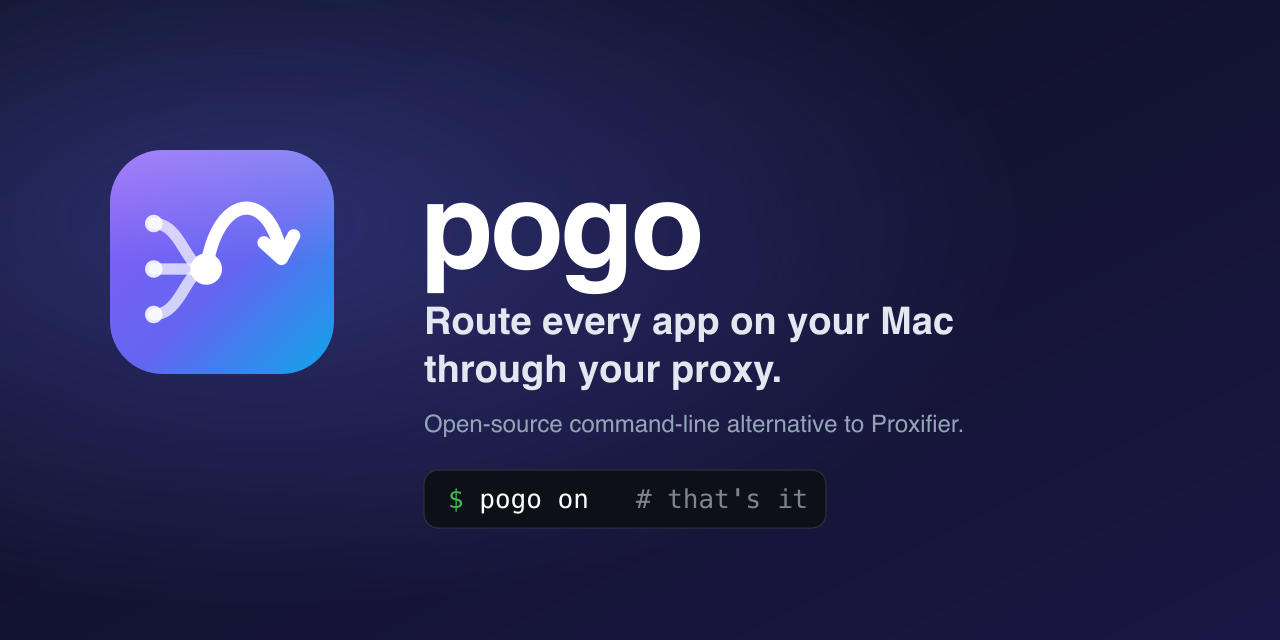 pogo
Route every app on your Mac
through your proxy.
Open-source command-line alternative to Proxifier.
$ pogo on   # that's it